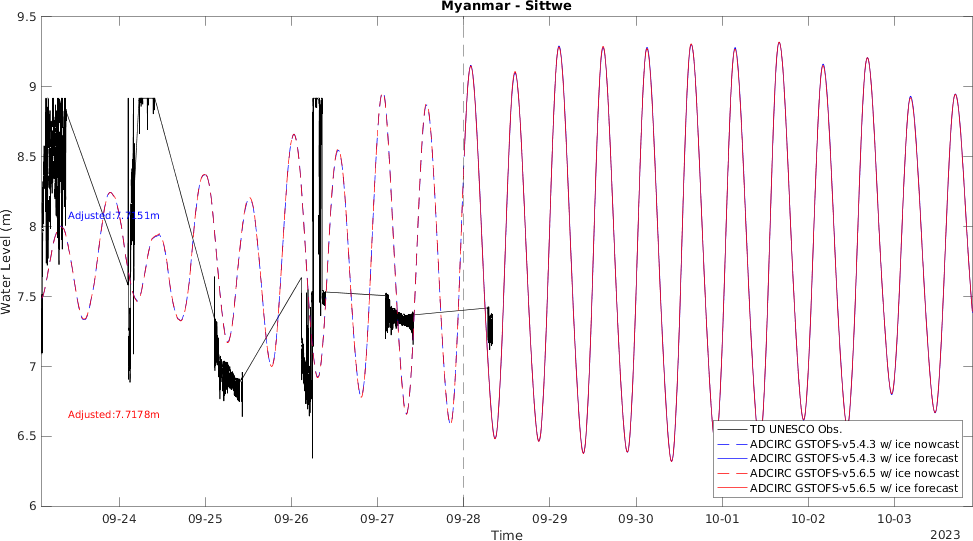 Myanmar - Sittwe
9.5
9
8.5
8
7.5
7
6.5
6
Water Level (m)
Adjusted:7.7151m
Adjusted:7.7178m
TD UNESCO Obs.
ADCIRC GSTOFS-v5.4.3 w/ ice nowcast
ADCIRC GSTOFS-v5.4.3 w/ ice forecast
ADCIRC GSTOFS-v5.6.5 w/ ice nowcast
ADCIRC GSTOFS-v5.6.5 w/ ice forecast
09-24 09-25 09-26 09-27 09-28 09-29 09-30 10-01 10-02 10-03
Time
2023